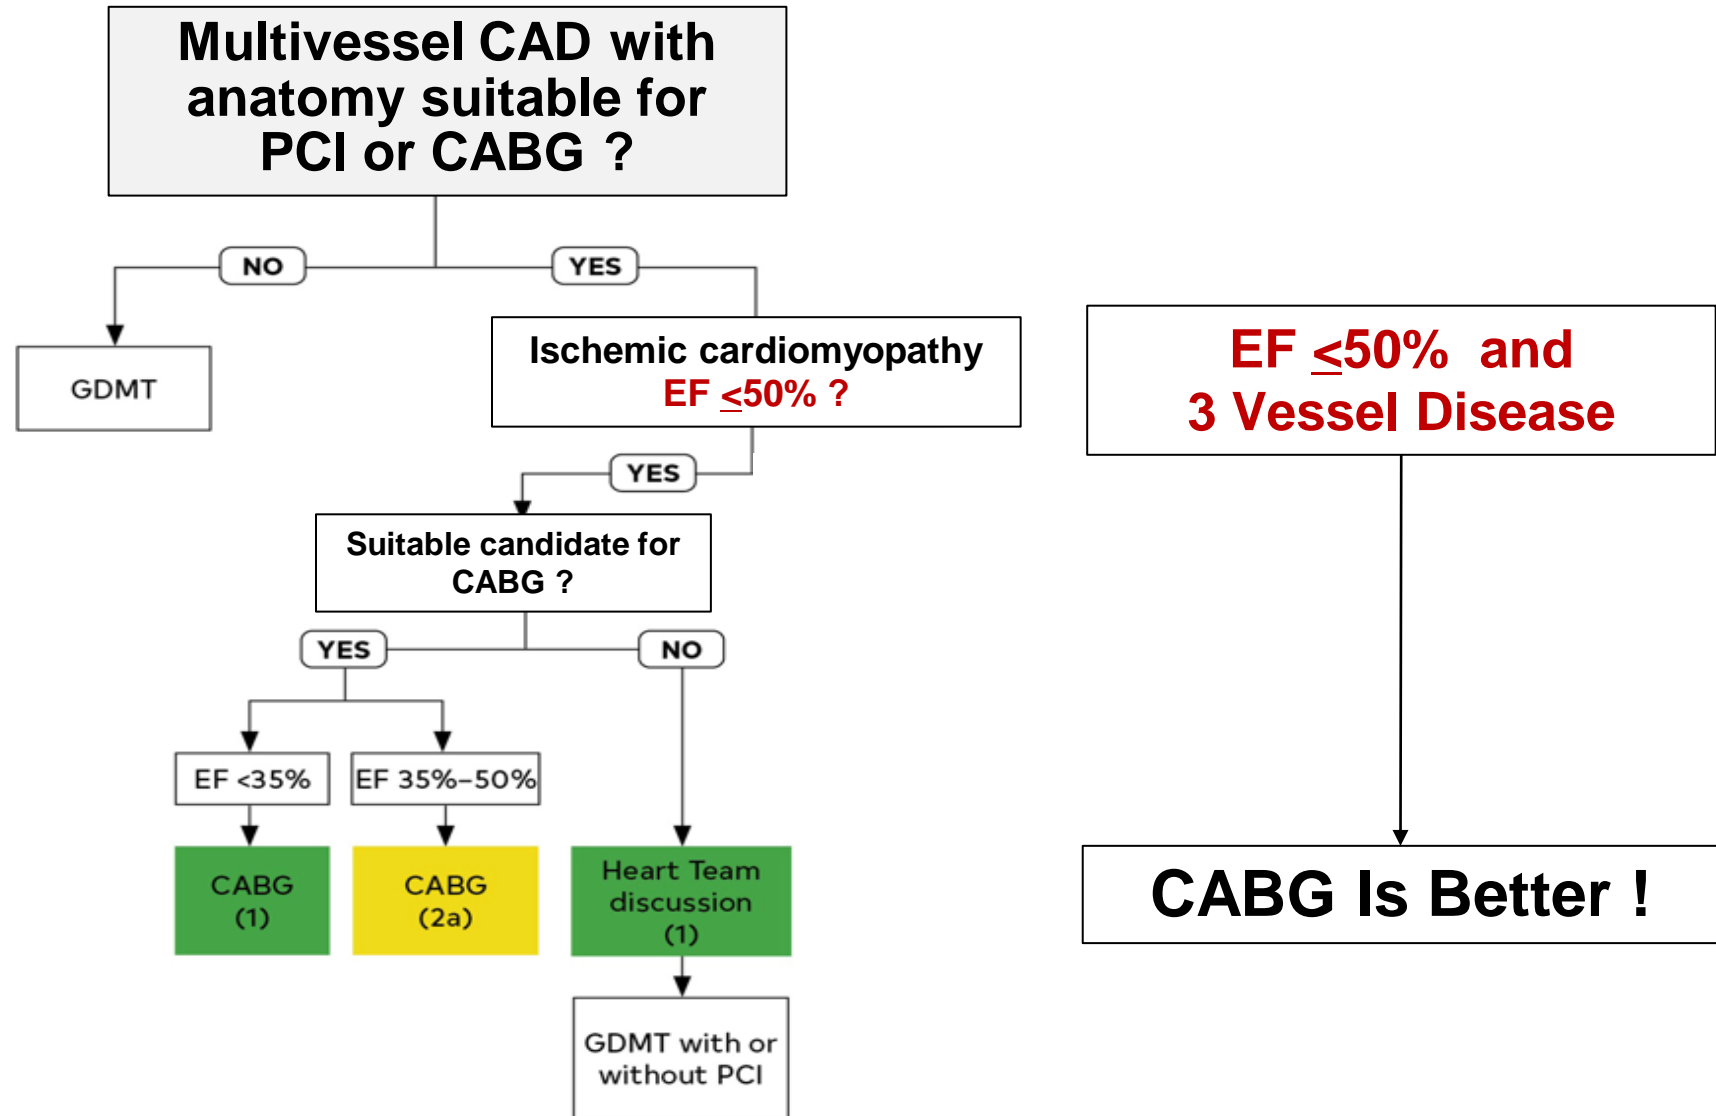 Multivessel CAD with
anatomy suitable for
PCI or CABG ?
NO
YES
GDMT
Ischemic cardiomyopathy
EF ≤50% ?
YES
Suitable candidate for
CABG ?
YES
NO
EF <35%
EF 35%–50%
CABG
(1)
CABG
(2a)
Heart Team
discussion
(1)
GDMT with or
without PCI
EF ≤50% and
3 Vessel Disease
CABG Is Better !